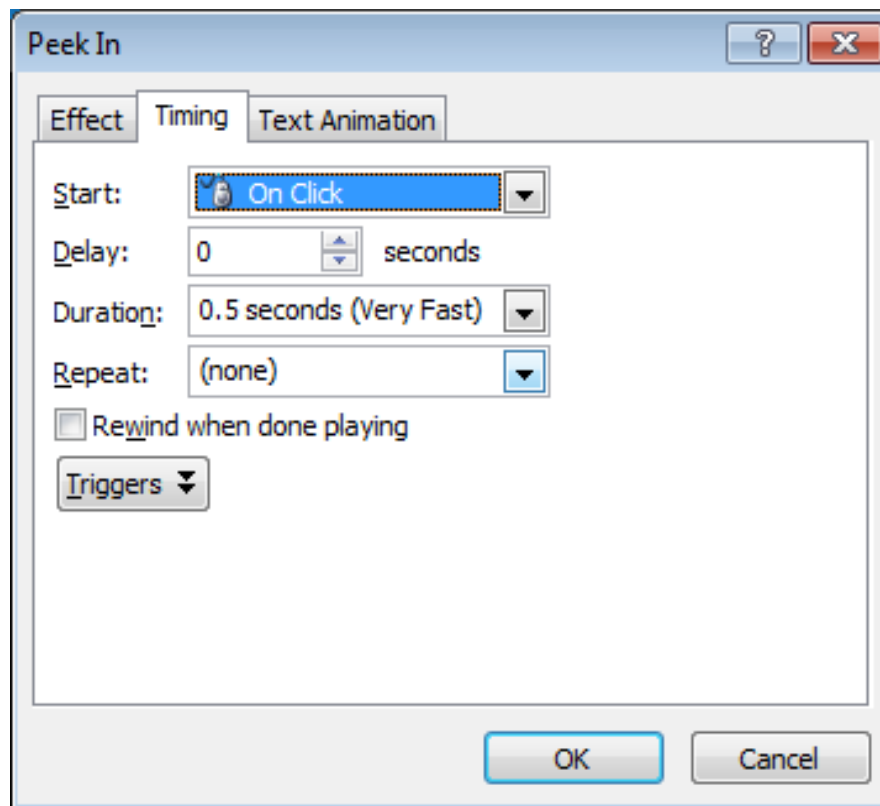 Peek In
Effect Timing Text Animation
Start: On Click
Delay: 0 seconds
Duration: 0.5 seconds (Very Fast)
Repeat: (none)
Rewind when done playing
Triggers
OK Cancel